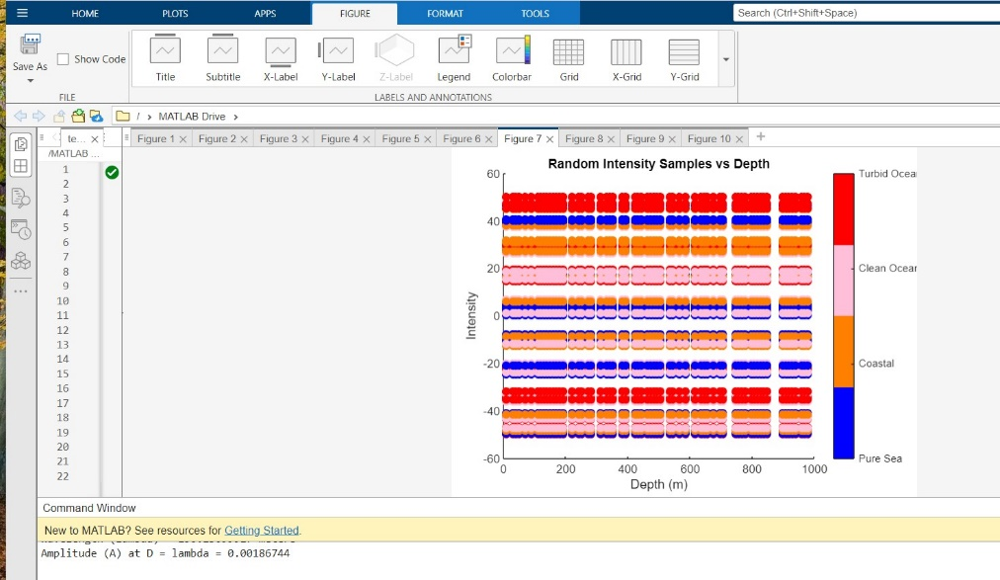 HOME PLOTS APPS FIGURE FORMAT TOOLS Search (Ctrl+Shift+Space)
Save As Show Code Title Subtitle X-Label Y-Label Z-Label Legend Colorbar Grid X-Grid Y-Grid
FILE LABELS AND ANNOTATIONS
/ › MATLAB Drive ›
te... × Figure 1 × Figure 2 × Figure 3 × Figure 4 × Figure 5 × Figure 6 × Figure 7 × Figure 8 × Figure 9 × Figure 10 × +
/MATLAB ...
1
2
3
4
5
6
7
8
9
10
11
12
13
14
15
16
17
18
19
20
21
22
Random Intensity Samples vs Depth
60
40
20
0
-20
-40
-60
Intensity
0 200 400 600 800 1000
Depth (m)
Turbid Ocea
Clean Ocear
Coastal
Pure Sea
Command Window
New to MATLAB? See resources for Getting Started.
Amplitude (A) at D = lambda = 0.00186744